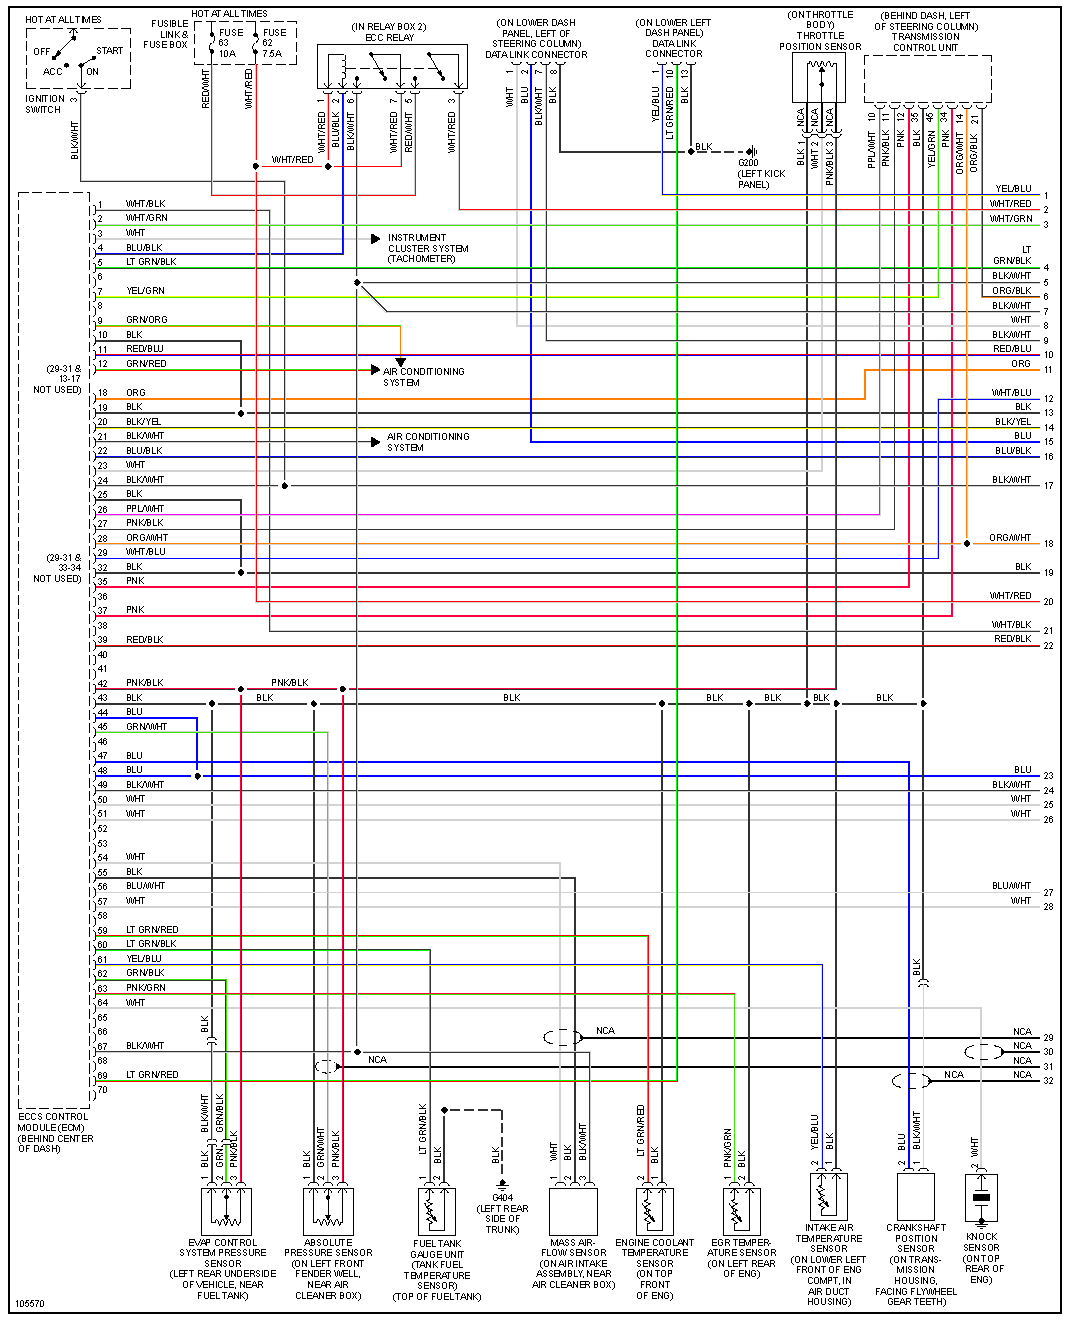 HOT AT ALL TIMES
OFF
START
ACC
ON
IGNITION
SWITCH
3
BLK/WHT
HOT AT ALL TIMES
FUSIBLE
LINK &
FUSE BOX
FUSE
63
10A
FUSE
62
7.5A
RED/WHT
WHT/RED
(IN RELAY BOX 2)
ECC RELAY
1
2
6
7
5
3
WHT/RED
BLU/BLK
BLK/WHT
WHT/RED
RED/WHT
WHT/RED
WHT/RED
(ON LOWER DASH
PANEL, LEFT OF
STEERING COLUMN)
DATA LINK CONNECTOR
1
2
7
8
WHT
BLU
BLK/WHT
BLK
(ON LOWER LEFT
DASH PANEL)
DATA LINK
CONNECTOR
1
10
13
YEL/BLU
LT GRN/RED
BLK
BLK
G200
(LEFT KICK
PANEL)
(ON THROTTLE
BODY)
THROTTLE
POSITION SENSOR
NCA
NCA
NCA
BLK 1
WHT 2
PNK/BLK 3
(BEHIND DASH, LEFT
OF STEERING COLUMN)
TRANSMISSION
CONTROL UNIT
10
11
12
35
45
34
14
21
PPL/WHT
PNK/BLK
PNK
BLK
YEL/GRN
PNK
ORG/WHT
ORG/BLK
1 WHT/BLK
2 WHT/GRN
3 WHT
4 BLU/BLK
5 LT GRN/BLK
6
7 YEL/GRN
8
9 GRN/ORG
10 BLK
11 RED/BLU
12 GRN/RED
(29-31 &
13-17
NOT USED)
18 ORG
19 BLK
20 BLK/YEL
21 BLK/WHT
22 BLU/BLK
23 WHT
24 BLK/WHT
25 BLK
26 PPL/WHT
27 PNK/BLK
28 ORG/WHT
29 WHT/BLU
(29-31 &
33-34
NOT USED)
32 BLK
35 PNK
36
37 PNK
38
39 RED/BLK
40
41
42 PNK/BLK
43 BLK
44 BLU
45 GRN/WHT
46
47 BLU
48 BLU
49 BLK/WHT
50 WHT
51 WHT
52
53
54 WHT
55 BLK
56 BLU/WHT
57 WHT
58
59 LT GRN/RED
60 LT GRN/BLK
61 YEL/BLU
62 GRN/BLK
63 PNK/GRN
64 WHT
65
66
67 BLK/WHT
68
69 LT GRN/RED
70
ECCS CONTROL
MODULE (ECM)
(BEHIND CENTER
OF DASH)
INSTRUMENT
CLUSTER SYSTEM
(TACHOMETER)
AIR CONDITIONING
SYSTEM
AIR CONDITIONING
SYSTEM
PNK/BLK
BLK
BLK
BLK
BLK
BLK
BLK
YEL/BLU 1
WHT/RED 2
WHT/GRN 3
LT
GRN/BLK 4
BLK/WHT 5
ORG/BLK 6
BLK/WHT 7
WHT 8
BLK/WHT 9
RED/BLU 10
ORG 11
WHT/BLU 12
BLK 13
BLK/YEL 14
BLU 15
BLU/BLK 16
BLK/WHT 17
ORG/WHT 18
BLK 19
WHT/RED 20
WHT/BLK 21
RED/BLK 22
BLU 23
BLK/WHT 24
WHT 25
WHT 26
BLU/WHT 27
WHT 28
NCA
NCA 29
NCA 30
NCA
NCA 31
NCA
NCA 32
BLK
BLK
BLK/WHT
GRN/BLK
BLK
GRN
PNK/BLK
1
2
3
EVAP CONTROL
SYSTEM PRESSURE
SENSOR
(LEFT REAR UNDERSIDE
OF VEHICLE, NEAR
FUEL TANK)
BLK
GRN/WHT
PNK/BLK
1
2
3
ABSOLUTE
PRESSURE SENSOR
(ON LEFT FRONT
FENDER WELL,
NEAR AIR
CLEANER BOX)
LT GRN/BLK
BLK
1
2
FUEL TANK
GAUGE UNIT
(TANK FUEL
TEMPERATURE
SENSOR)
(TOP OF FUEL TANK)
BLK
G404
(LEFT REAR
SIDE OF
TRUNK)
WHT
BLK
BLK/WHT
1
2
3
MASS AIR-
FLOW SENSOR
(ON AIR INTAKE
ASSEMBLY, NEAR
AIR CLEANER BOX)
LT GRN/RED
BLK
2
1
ENGINE COOLANT
TEMPERATURE
SENSOR
(ON TOP
FRONT
OF ENG)
PNK/GRN
BLK
1
2
EGR TEMPER-
ATURE SENSOR
(ON LEFT REAR
OF ENG)
YEL/BLU
BLK
2
1
INTAKE AIR
TEMPERATURE
SENSOR
(ON LOWER LEFT
FRONT OF ENG
COMPT, IN
AIR DUCT
HOUSING)
BLU
BLK/WHT
2
1
CRANKSHAFT
POSITION
SENSOR
(ON TRANS-
MISSION
HOUSING,
FACING FLYWHEEL
GEAR TEETH)
WHT
2
KNOCK
SENSOR
(ON TOP
REAR OF
ENG)
105570